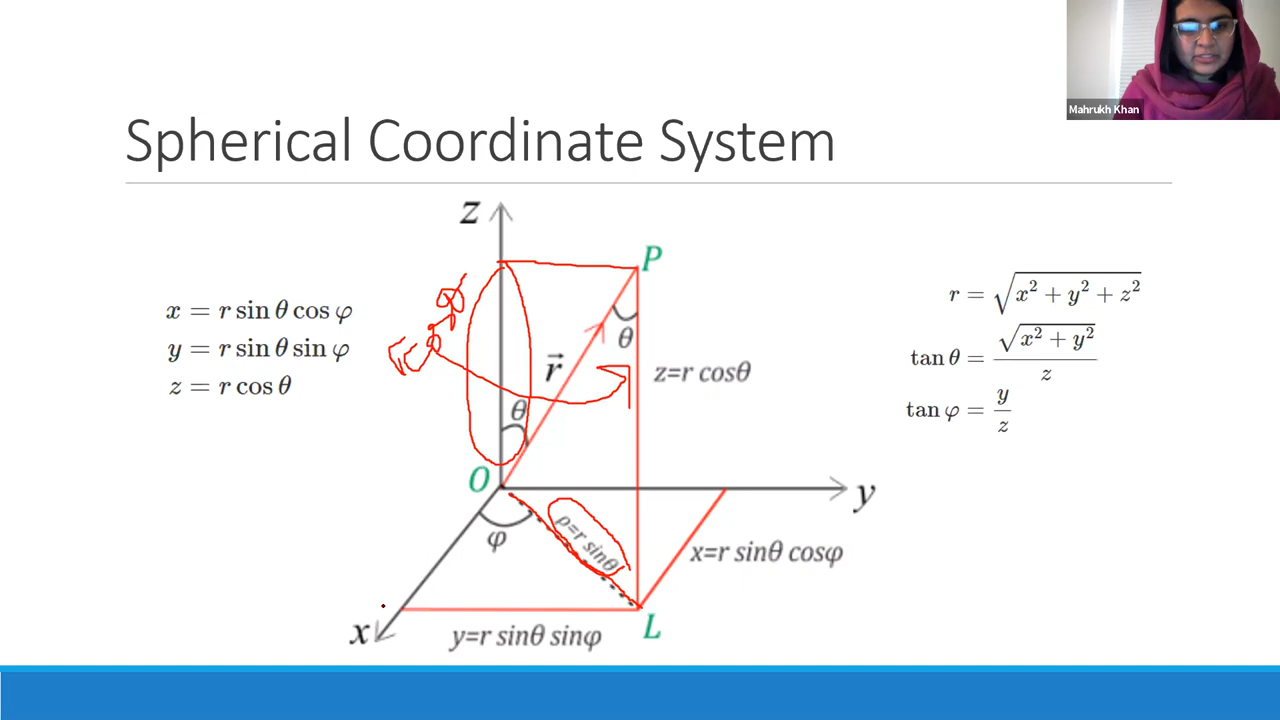 Mahrukh Khan
Spherical Coordinate System
z
P
x = r sin θ cos φ
y = r sin θ sin φ
z = r cos θ
θ
r⃗
z=r cosθ
θ
r = √(x² + y² + z²)
tan θ = √(x² + y²) / z
tan φ = y / z
O
y
φ
ρ=r sinθ
x=r sinθ cosφ
x
y=r sinθ sinφ
L